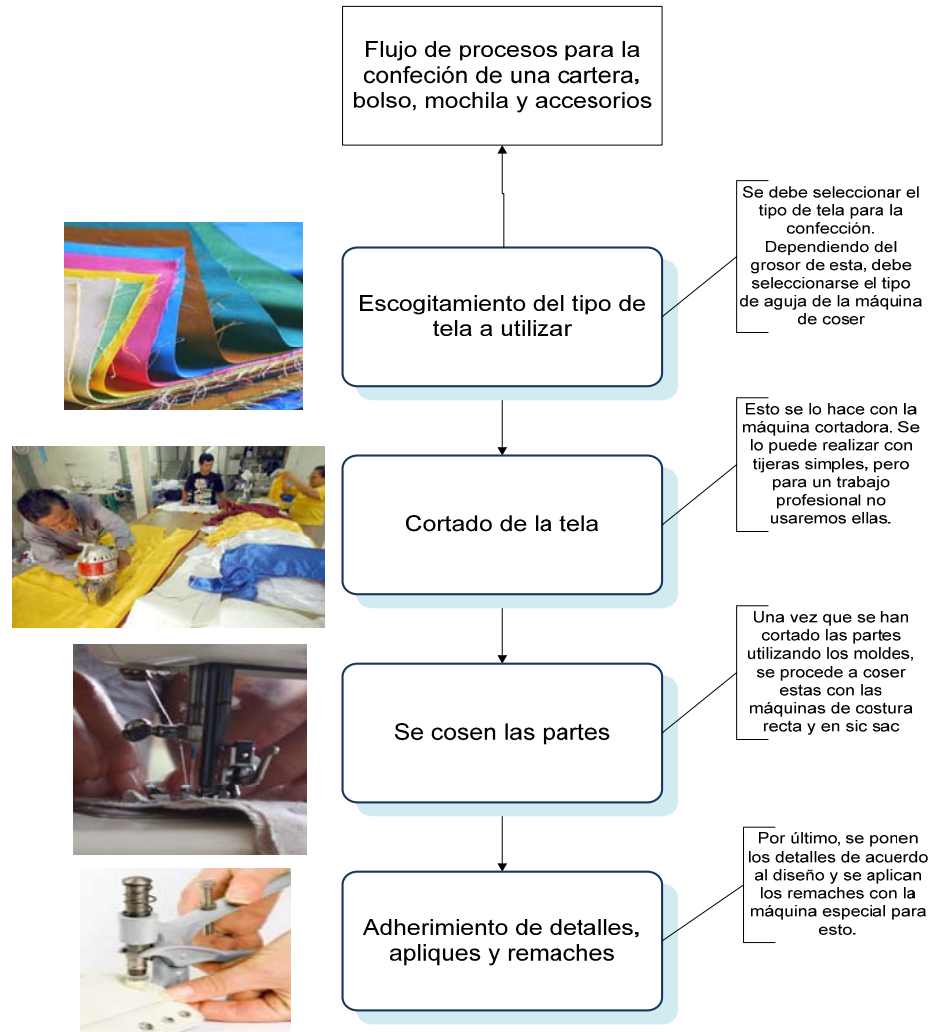 Flujo de procesos para la
confeción de una cartera,
bolso, mochila y accesorios
Se debe seleccionar el
tipo de tela para la
confección.
Dependiendo del
grosor de esta, debe
seleccionarse el tipo
de aguja de la máquina
de coser
Escogitamiento del tipo de
tela a utilizar
Esto se lo hace con la
máquina cortadora. Se
lo puede realizar con
tijeras simples, pero
para un trabajo
profesional no
usaremos ellas.
Cortado de la tela
Una vez que se han
cortado las partes
utilizando los moldes,
se procede a coser
estas con las
máquinas de costura
recta y en sic sac
Se cosen las partes
Por último, se ponen
los detalles de acuerdo
al diseño y se aplican
los remaches con la
máquina especial para
esto.
Adherimiento de detalles,
apliques y remaches